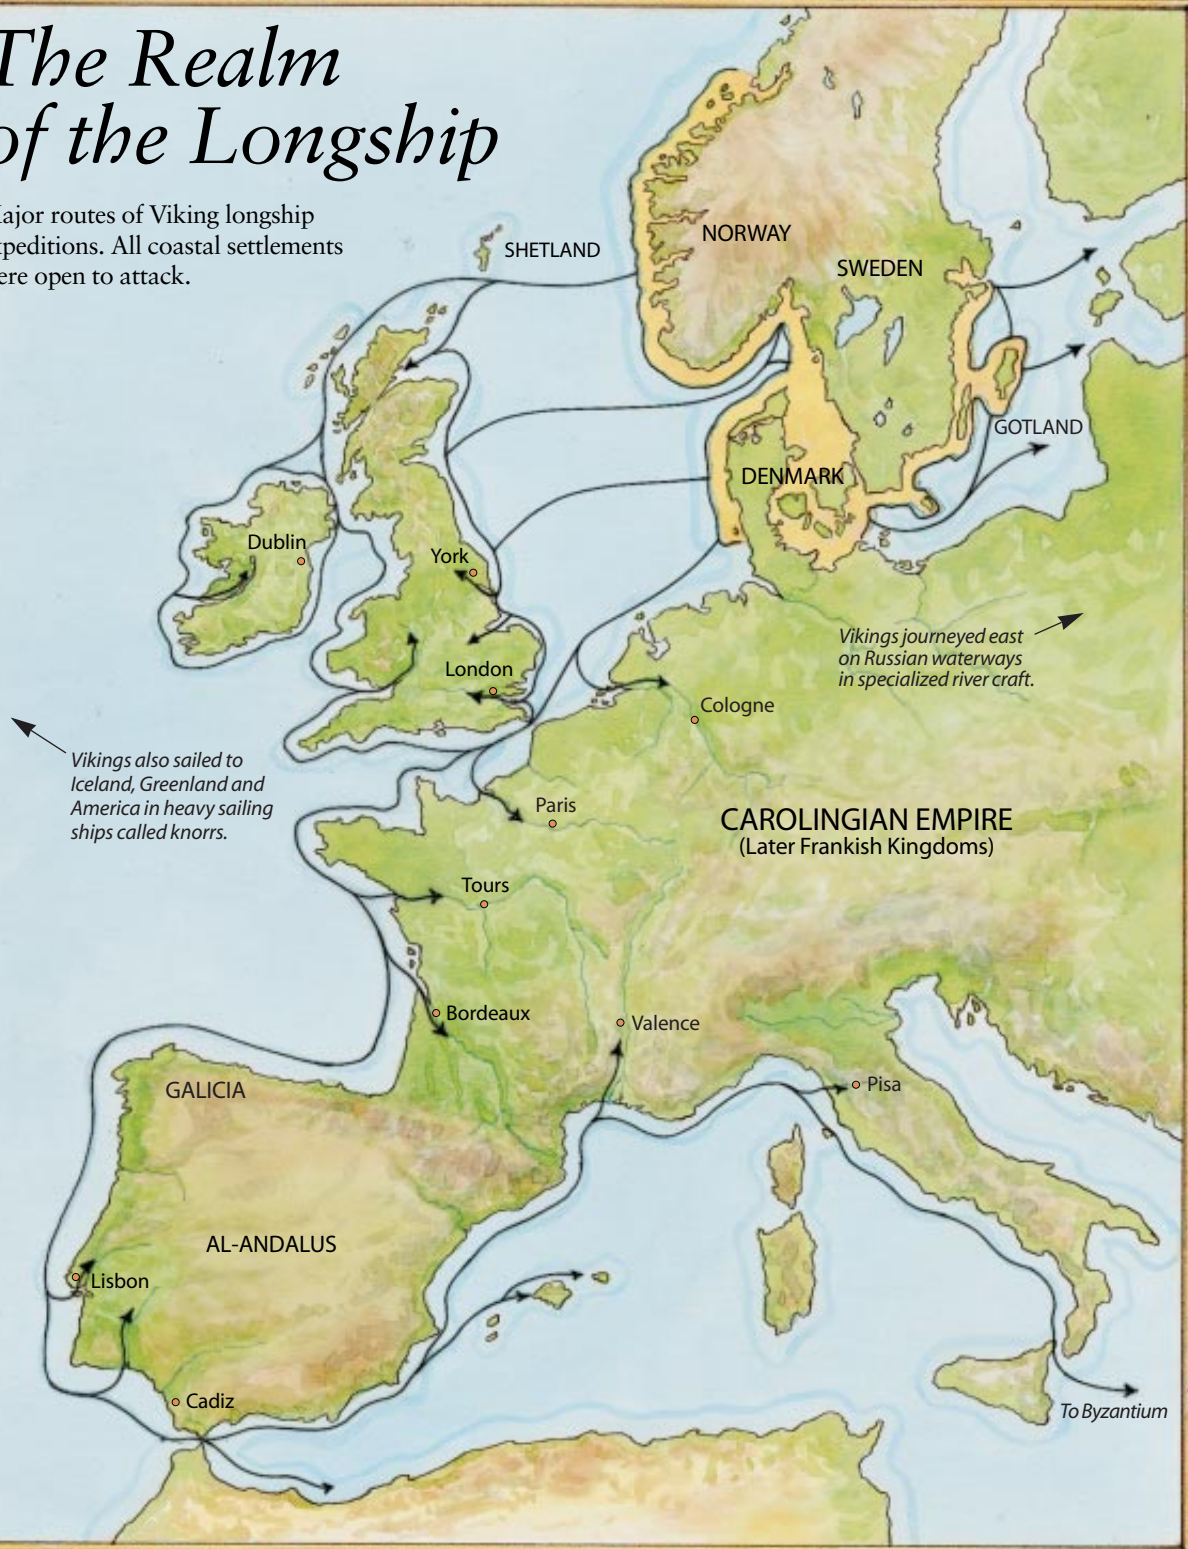 The Realm
of the Longship
ajor routes of Viking longship
peditions. All coastal settlements
ere open to attack.
NORWAY
SHETLAND
SWEDEN
GOTLAND
DENMARK
Dublin
York
Vikings journeyed east
on Russian waterways
in specialized river craft.
London
Cologne
Vikings also sailed to
Iceland, Greenland and
America in heavy sailing
ships called knorrs.
Paris
CAROLINGIAN EMPIRE
(Later Frankish Kingdoms)
Tours
Bordeaux
Valence
GALICIA
Pisa
AL-ANDALUS
Lisbon
Cadiz
To Byzantium